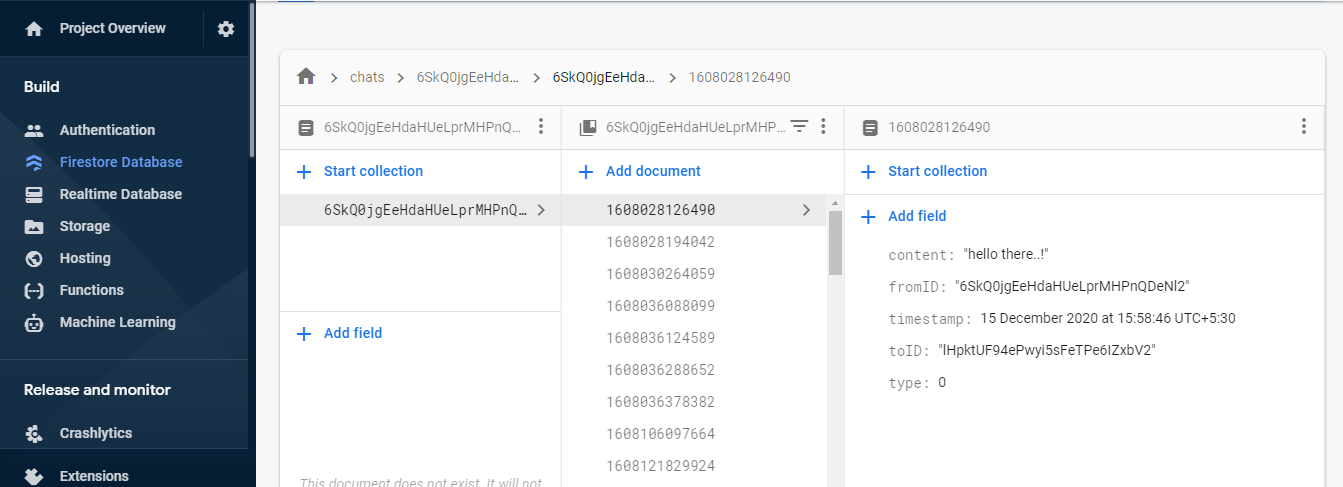 Project Overview
Build
Authentication
Firestore Database
Realtime Database
Storage
Hosting
Functions
Machine Learning
Release and monitor
Crashlytics
Extensions
chats 6SkQ0jgEeHda… 6SkQ0jgEeHda… 1608028126490
6SkQ0jgEeHdaHUeLprMHPnQ…
Start collection
6SkQ0jgEeHdaHUeLprMHPnQ…
Add field
This document does not exist. It will not
6SkQ0jgEeHdaHUeLprMHP…
Add document
1608028126490
1608028194042
1608030264059
1608036088099
1608036124589
1608036288652
1608036378382
1608106097664
1608121829924
1608028126490
Start collection
Add field
content: "hello there..!"
fromID: "6SkQ0jgEeHdaHUeLprMHPnQDeNl2"
timestamp: 15 December 2020 at 15:58:46 UTC+5:30
toID: "lHpktUF94ePwyi5sFeTPe6IZxbV2"
type: 0